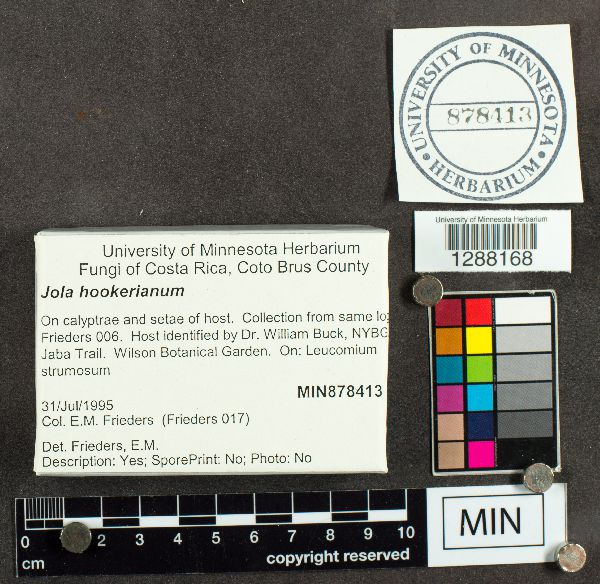 UNIVERSITY OF MINNESOTA
878413
• HERBARIUM •
University of Minnesota Herbarium
1288168
University of Minnesota Herbarium
Fungi of Costa Rica, Coto Brus County
Jola hookerianum
On calyptrae and setae of host. Collection from same
Frieders 006. Host identified by Dr. William Buck, NYBG
Jaba Trail. Wilson Botanical Garden. On: Leucomium
strumosum
MIN878413
31/Jul/1995
Col. E.M. Frieders (Frieders 017)
Det. Frieders, E.M.
Description: Yes; SporePrint: No; Photo: No
0 2 3 4 5 6 7 8 9 10
cm
copyright reserved
MIN